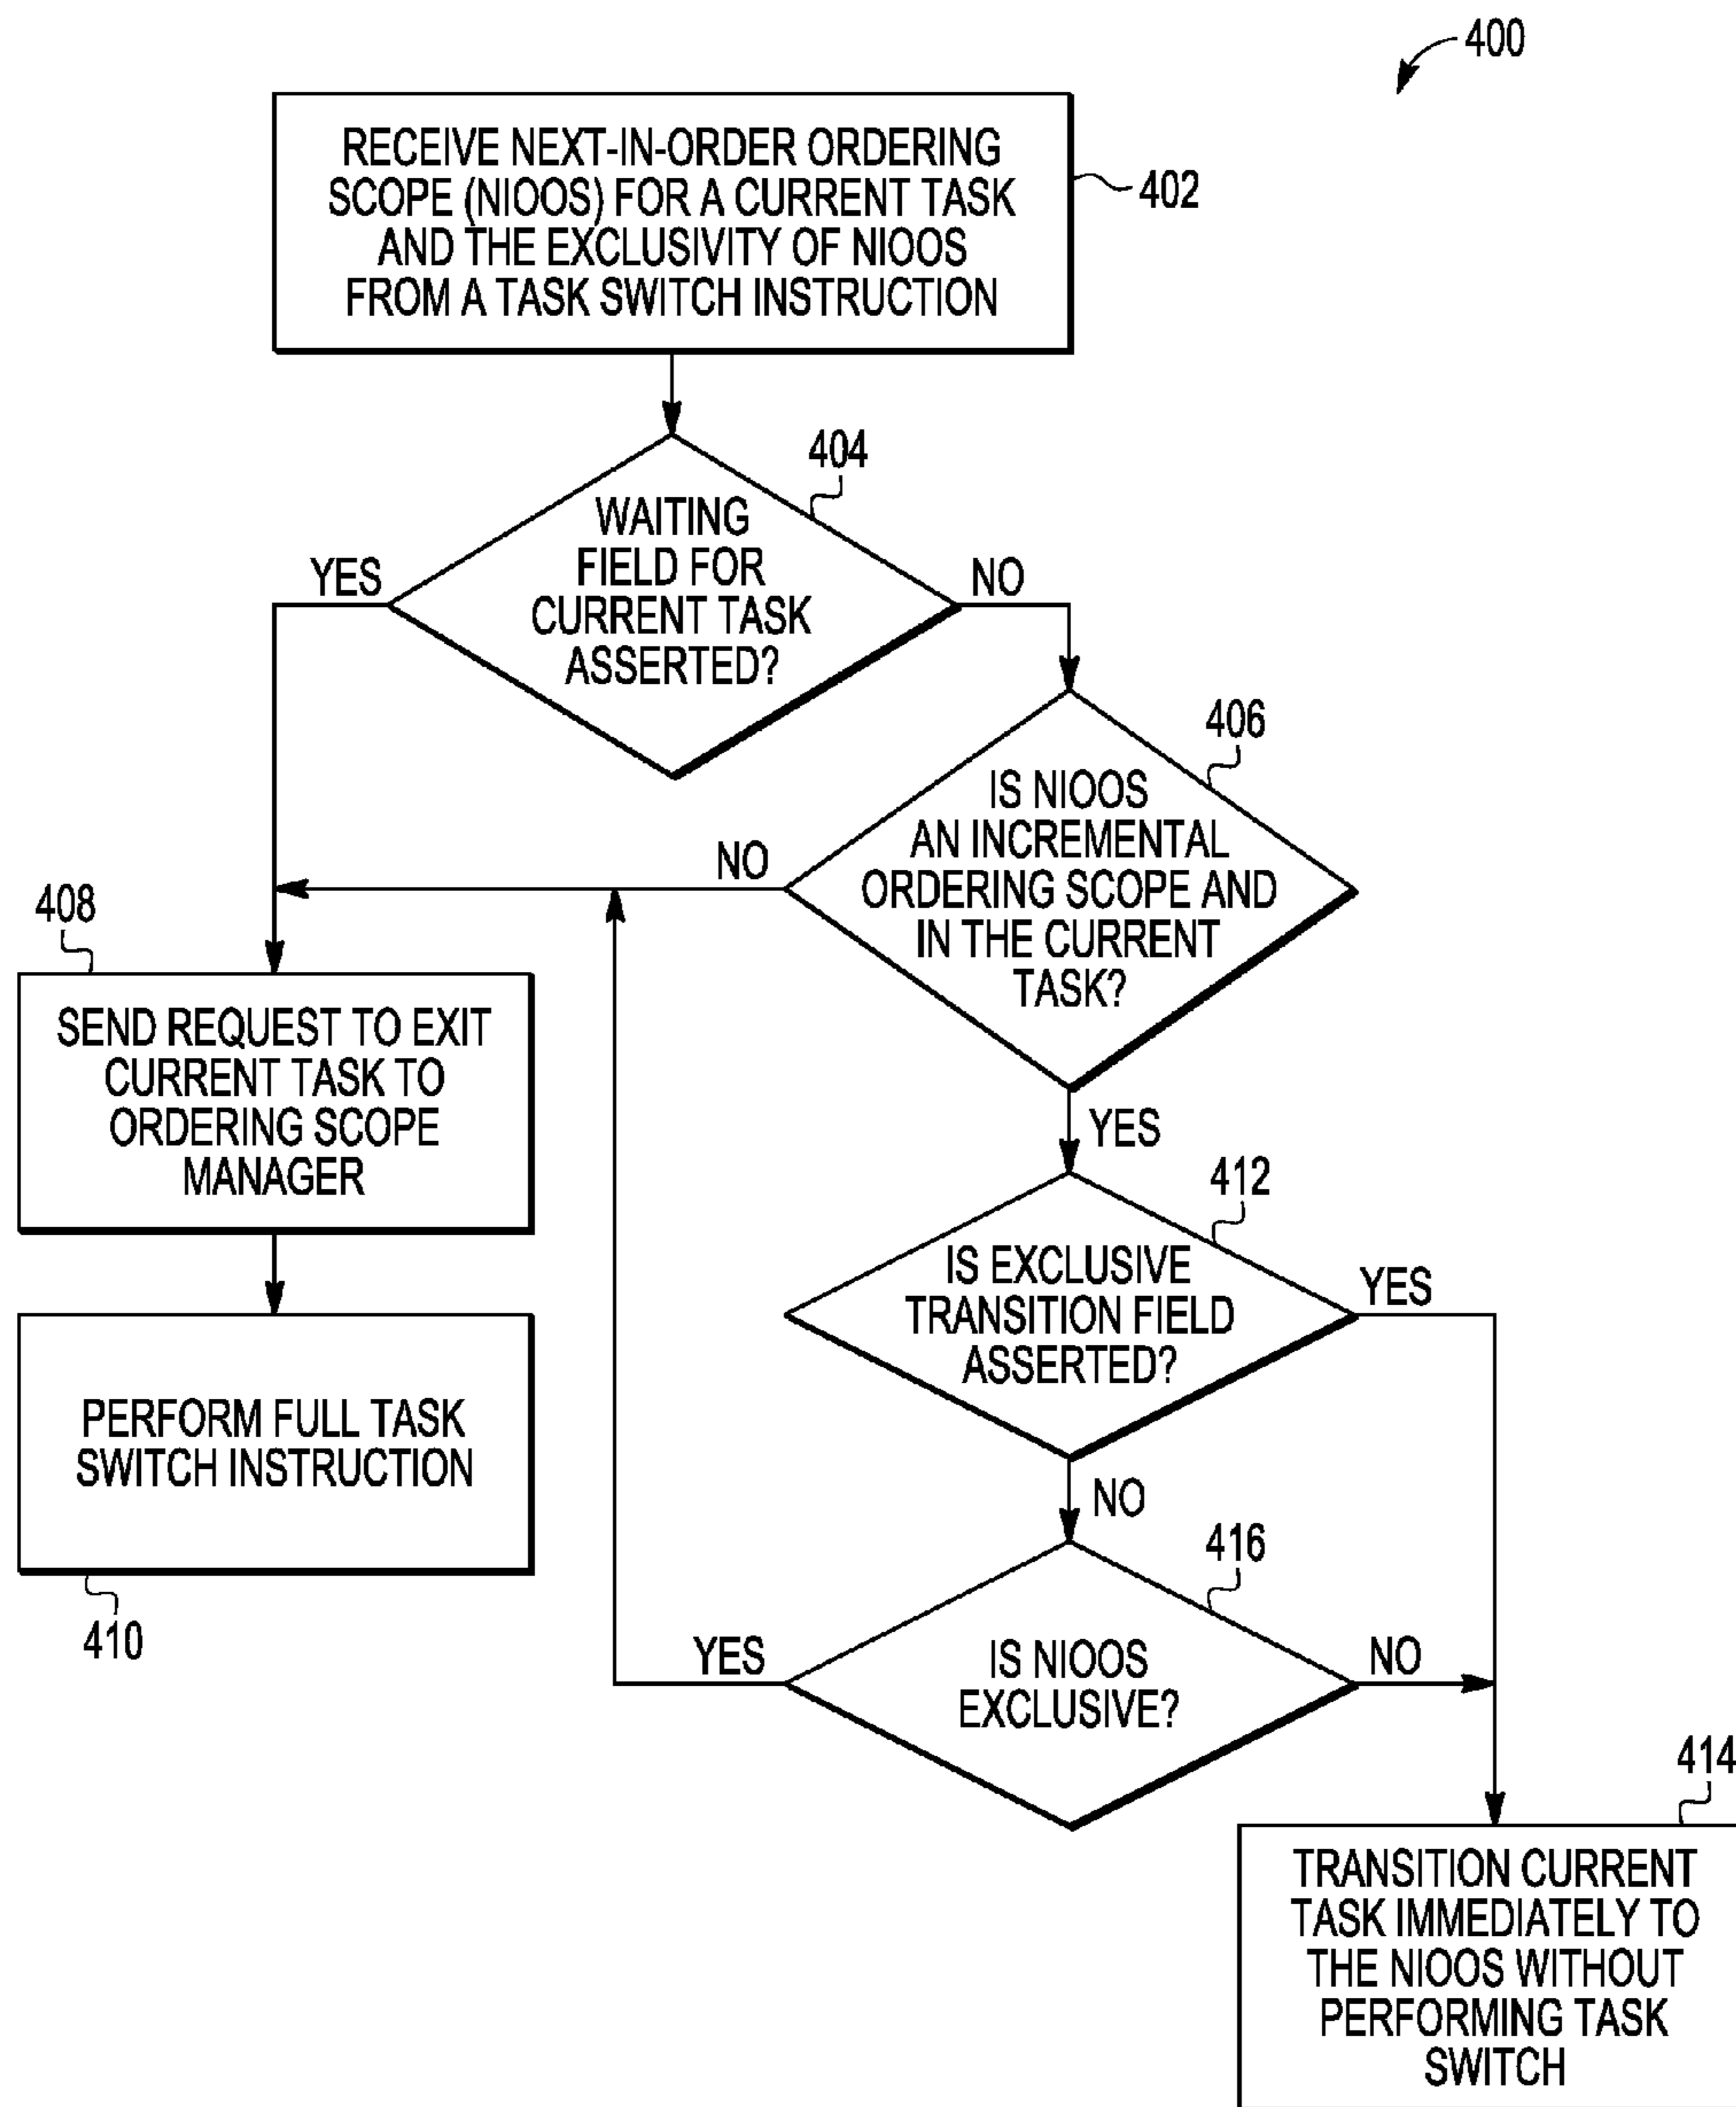 400
RECEIVE NEXT-IN-ORDER ORDERING
SCOPE (NIOOS) FOR A CURRENT TASK
AND THE EXCLUSIVITY OF NIOOS
FROM A TASK SWITCH INSTRUCTION
402
404
WAITING
FIELD FOR
CURRENT TASK
ASSERTED?
YES
NO
406
IS NIOOS
AN INCREMENTAL
ORDERING SCOPE AND
IN THE CURRENT
TASK?
NO
YES
408
SEND REQUEST TO EXIT
CURRENT TASK TO
ORDERING SCOPE
MANAGER
PERFORM FULL TASK
SWITCH INSTRUCTION
410
412
IS EXCLUSIVE
TRANSITION FIELD
ASSERTED?
YES
NO
416
IS NIOOS
EXCLUSIVE?
YES
NO
414
TRANSITION CURRENT
TASK IMMEDIATELY TO
THE NIOOS WITHOUT
PERFORMING TASK
SWITCH